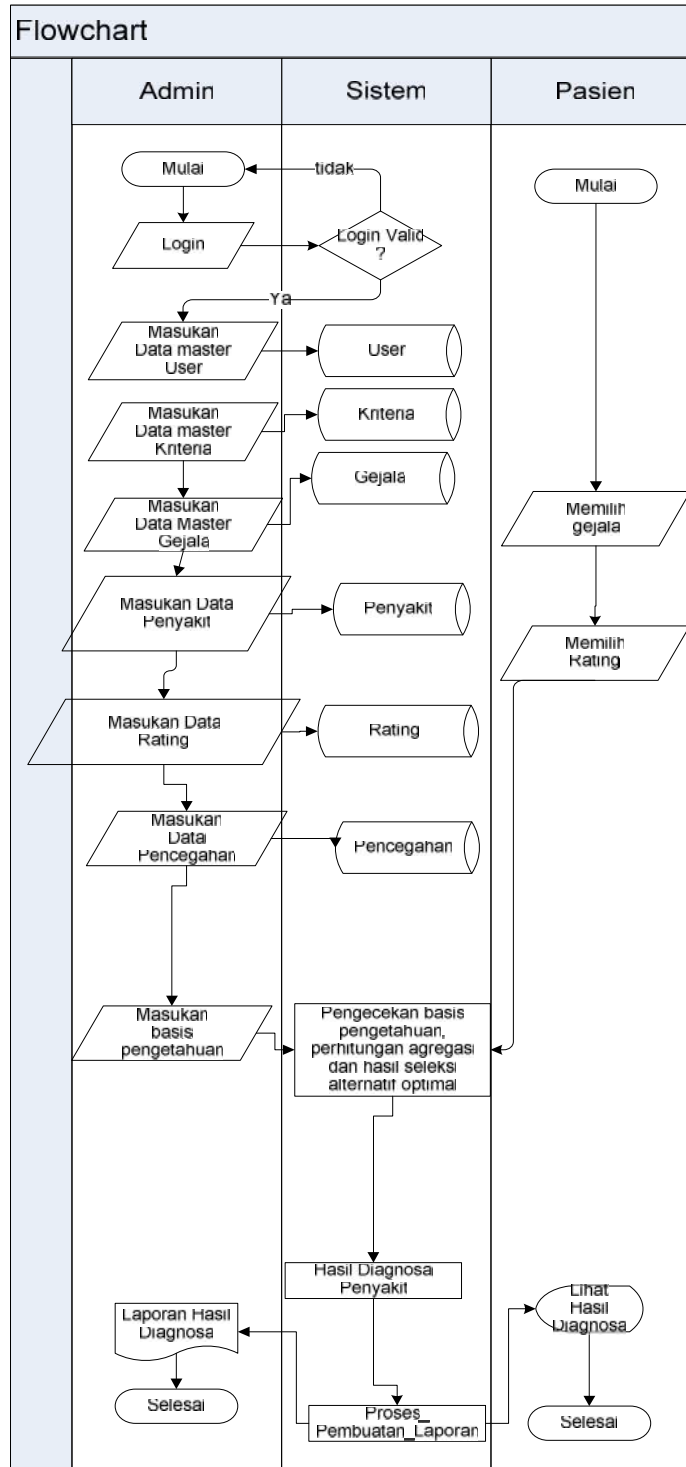 Flowchart
Admin
Sistem
Pasien
Mulai
tidak
Mulai
Login
Login Valid
?
Ya
Masukan
Data master
User
User
Masukan
Data master
Kriteria
Kriteria
Masukan
Data Master
Gejala
Gejala
Memilih
gejala
Masukan Data
Penyakit
Penyakit
Memilih
Rating
Masukan Data
Rating
Rating
Masukan
Data
Pencegahan
Pencegahan
Masukan
basis
pengetahuan
Pengecekan basis
pengetahuan,
perhitungan agregasi
dan hasil seleksi
alternatif optimal
Hasil Diagnosa
Penyakit
Laporan Hasil
Diagnosa
Lihat
Hasil
Diagnosa
Selesai
Proses_
Pembuatan_Laporan
Selesai